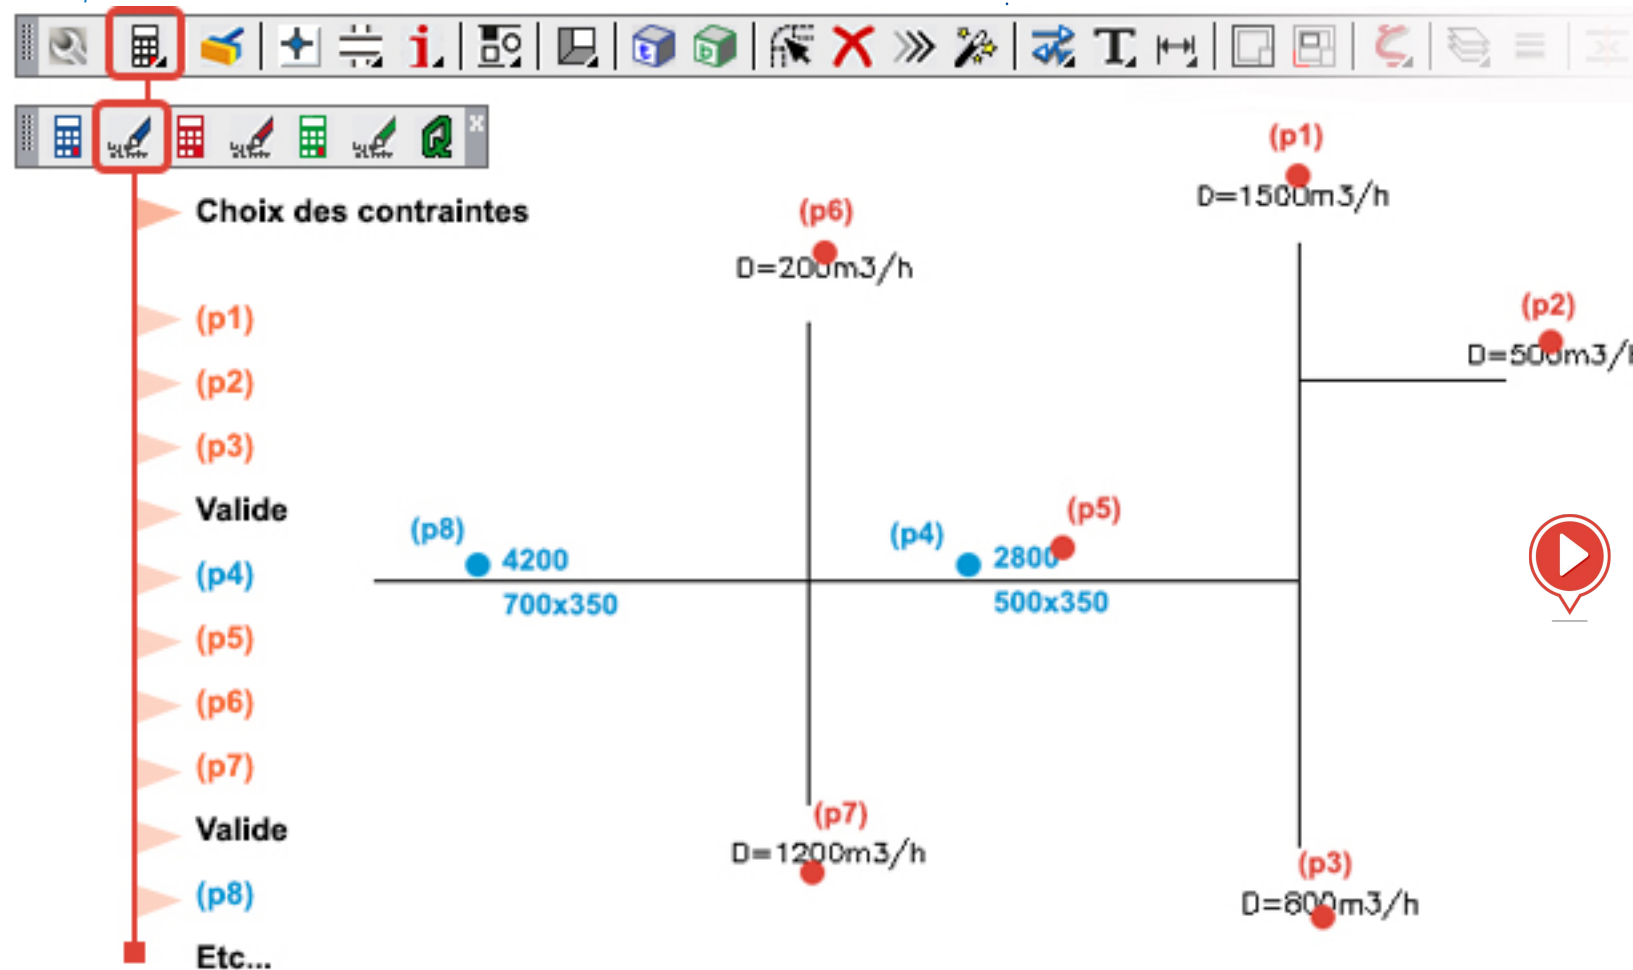 Choix des contraintes
(p1)
(p2)
(p3)
Valide
(p4)
(p5)
(p6)
(p7)
Valide
(p8)
Etc...
(p6)
D=200m3/h
(p1)
D=1500m3/h
(p2)
D=500m3/h
(p8)
4200
700x350
(p4)
2800
(p5)
500x350
(p7)
D=1200m3/h
(p3)
D=800m3/h